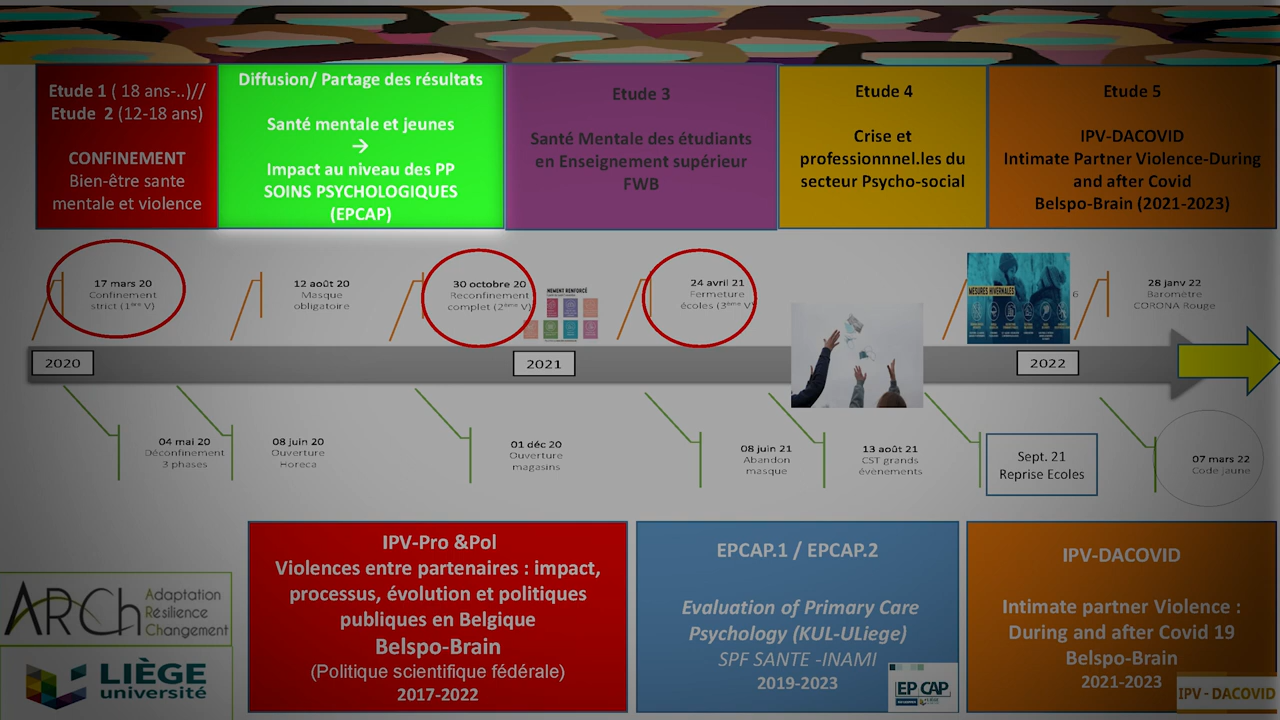 Etude 1 ( 18 ans-..)//
Etude 2 (12-18 ans)
CONFINEMENT
Bien-être sante
mentale et violence
Diffusion/ Partage des résultats
Santé mentale et jeunes
→
Impact au niveau des PP
SOINS PSYCHOLOGIQUES
(EPCAP)
Etude 3
Santé Mentale des étudiants
en Enseignement supérieur
FWB
Etude 4
Crise et
professionnnel.les du
secteur Psycho-social
Etude 5
IPV-DACOVID
Intimate Partner Violence-During
and after Covid
Belspo-Brain (2021-2023)
17 mars 20
Confinement
strict (1ère V)
12 août 20
Masque
obligatoire
30 octobre 20
Reconfinement
complet (2ème V)
NEMENT RENFORCÉ
24 avril 21
Fermeture
écoles (3ème V
MESURES HIVERNALES
6
28 janv 22
Baromètre
CORONA Rouge
2020
2021
2022
04 mai 20
Déconfinement
3 phases
08 juin 20
Ouverture
Horeca
01 déc 20
Ouverture
magasins
08 juin 21
Abandon
masque
13 août 21
CST grands
évènements
Sept. 21
Reprise Ecoles
07 mars 22
Code jaune
IPV-Pro &Pol
Violences entre partenaires : impact,
processus, évolution et politiques
publiques en Belgique
Belspo-Brain
(Politique scientifique fédérale)
2017-2022
EPCAP.1 / EPCAP.2
Evaluation of Primary Care
Psychology (KUL-ULiege)
SPF SANTE -INAMI
2019-2023
EP CAP
IPV-DACOVID
Intimate partner Violence :
During and after Covid 19
Belspo-Brain
2021-2023
IPV - DACOVID
ARCh Adaptation
Résilience
Changement
LIÈGE
université